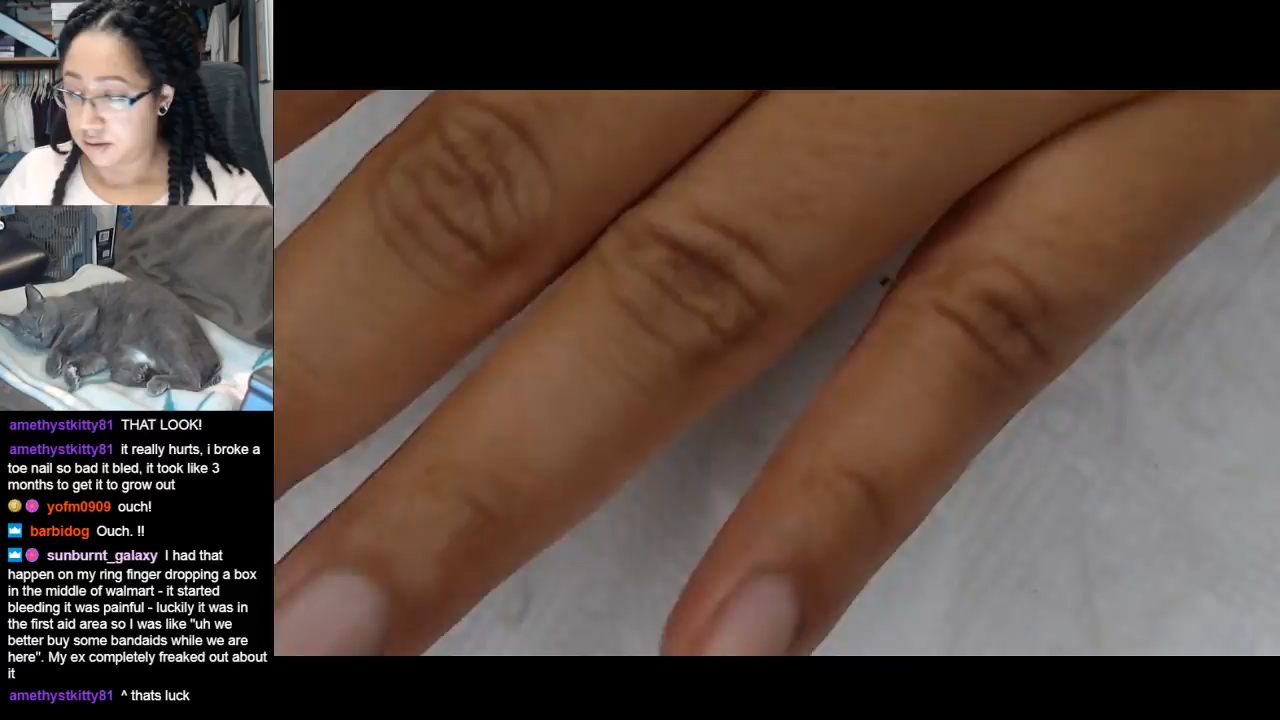 amethystkitty81 THAT LOOK!
amethystkitty81 it really hurts, i broke a
toe nail so bad it bled, it took like 3
months to get it to grow out
yofm0909 ouch!
barbidog Ouch. !!
sunburnt_galaxy I had that
happen on my ring finger dropping a box
in the middle of walmart - it started
bleeding it was painful - luckily it was in
the first aid area so I was like "uh we
better buy some bandaids while we are
here". My ex completely freaked out about
it
amethystkitty81 ^ thats luck